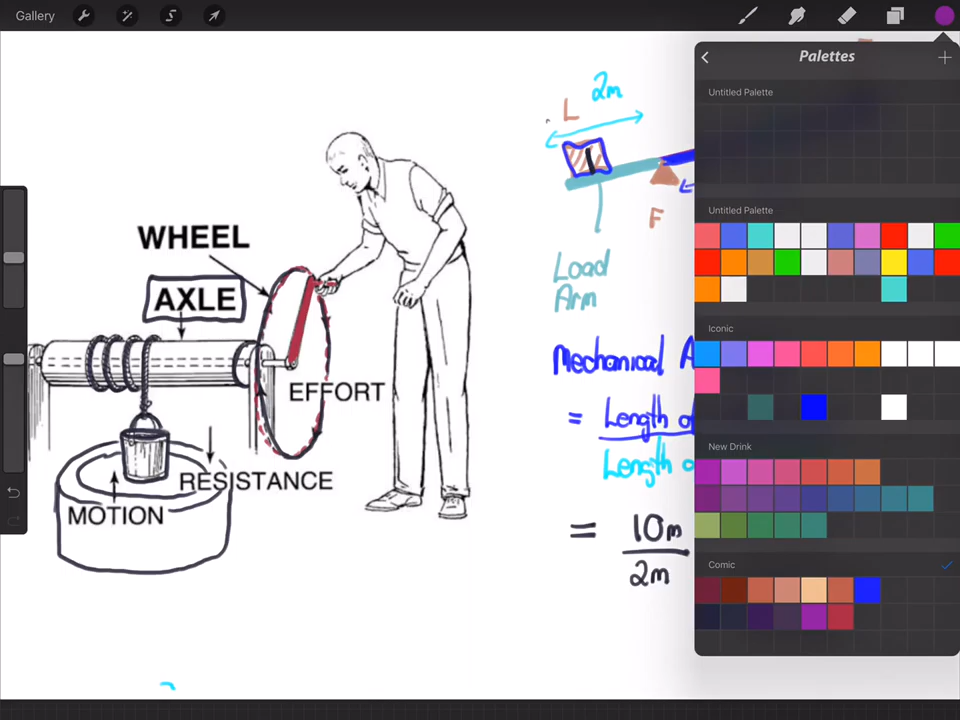 Gallery
WHEEL
AXLE
EFFORT
RESISTANCE
MOTION
2m
L
F
Load
Arm
Mechanical A
= Length of
Length o
= 10m
2m
Palettes
Untitled Palette
Untitled Palette
Iconic
New Drink
Comic